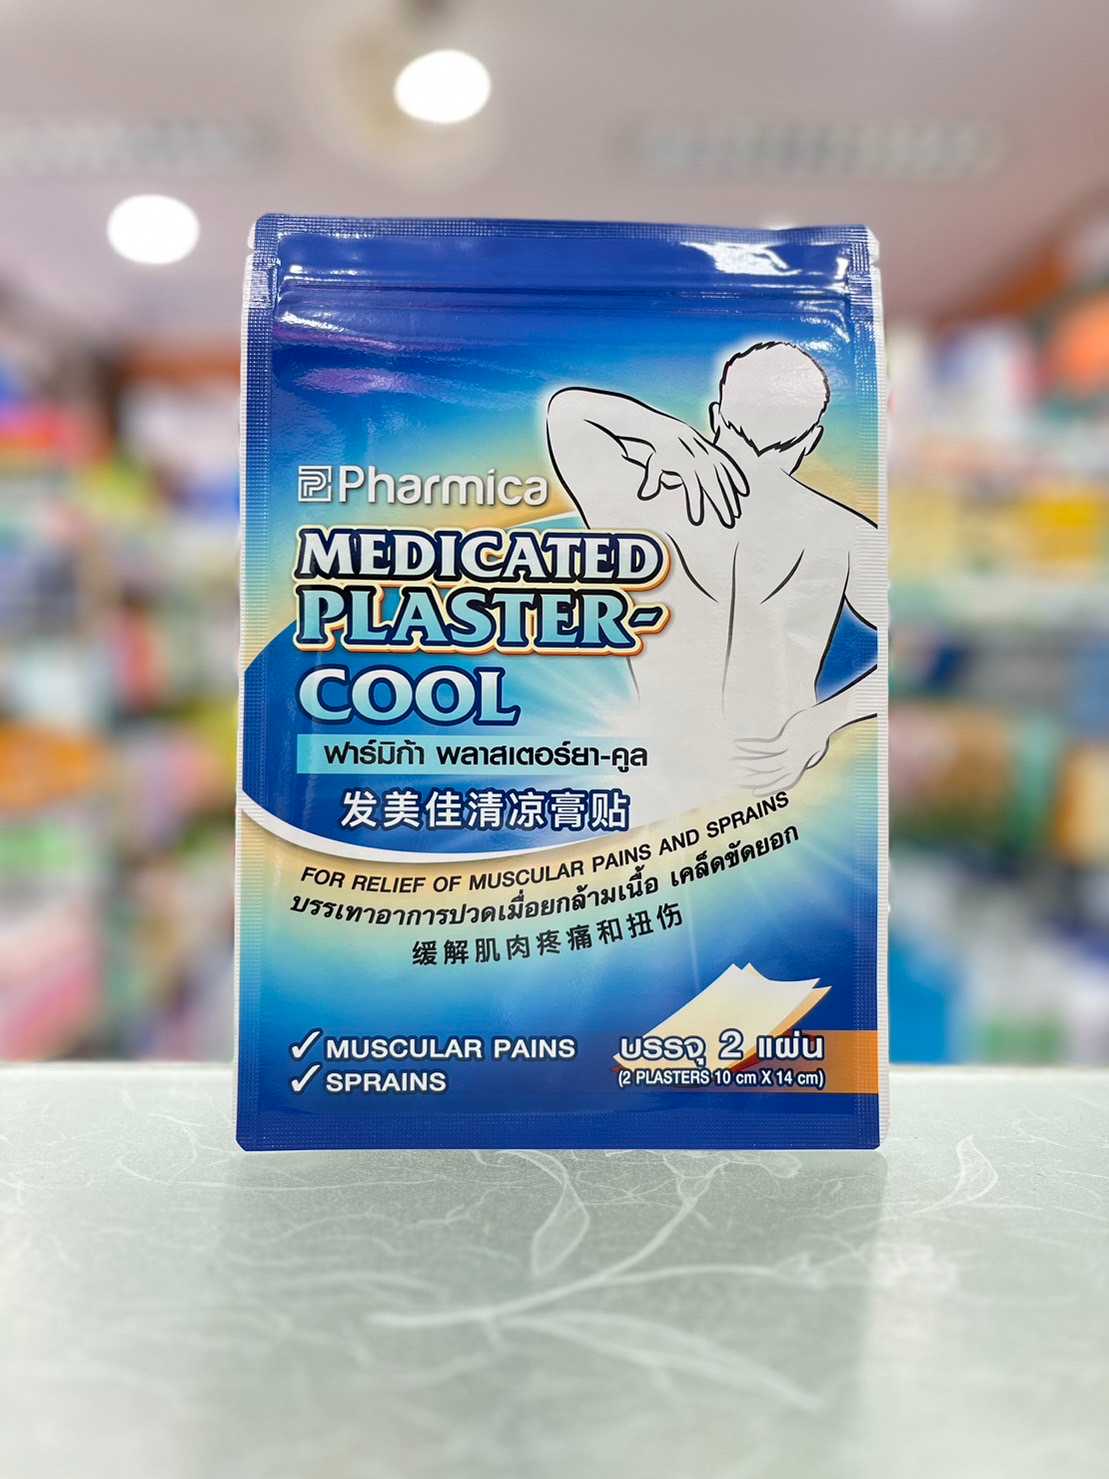 Pharmica
MEDICATED
PLASTER-
COOL
ฟาร์มิก้า พลาสเตอร์ยา-คูล
发美佳清凉膏贴
FOR RELIEF OF MUSCULAR PAINS AND SPRAINS
บรรเทาอาการปวดเมื่อยกล้ามเนื้อ เคล็ดขัดยอก
缓解肌肉疼痛和扭伤
✓ MUSCULAR PAINS
✓ SPRAINS
บรรจุ 2 แผ่น
(2 PLASTERS 10 cm X 14 cm)